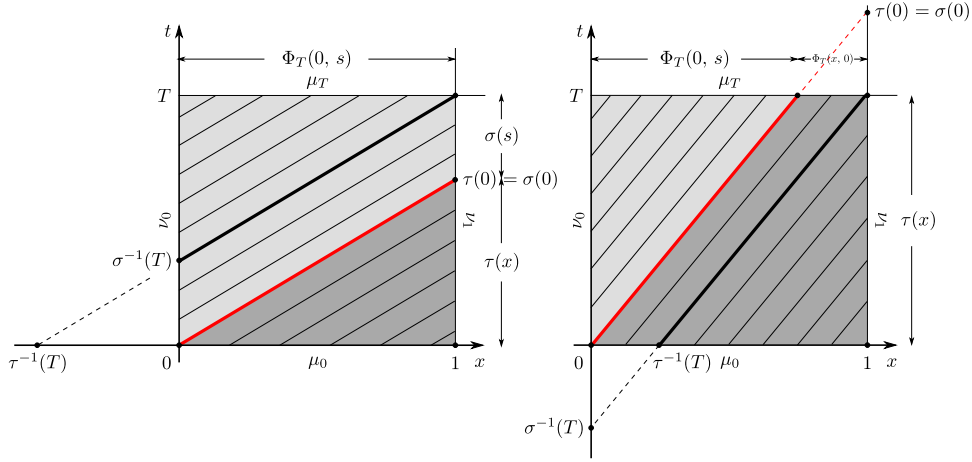 t
Φ_T(0, s)
μ_T
T
σ(s)
τ(0) = σ(0)
ν_0
ν_1
σ^{-1}(T)
τ(x)
τ^{-1}(T)
0
μ_0
1
x
τ(0) = σ(0)
t
Φ_T(0, s)
Φ_T(x, 0)
μ_T
T
ν_0
ν_1
τ(x)
0
τ^{-1}(T)
μ_0
1
x
σ^{-1}(T)